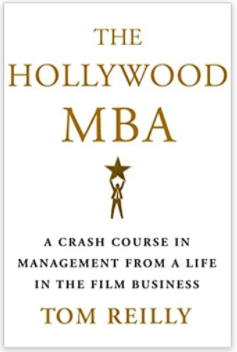 THE
HOLLYWOOD
MBA
A CRASH COURSE IN
MANAGEMENT FROM A LIFE
IN THE FILM BUSINESS
TOM REILLY